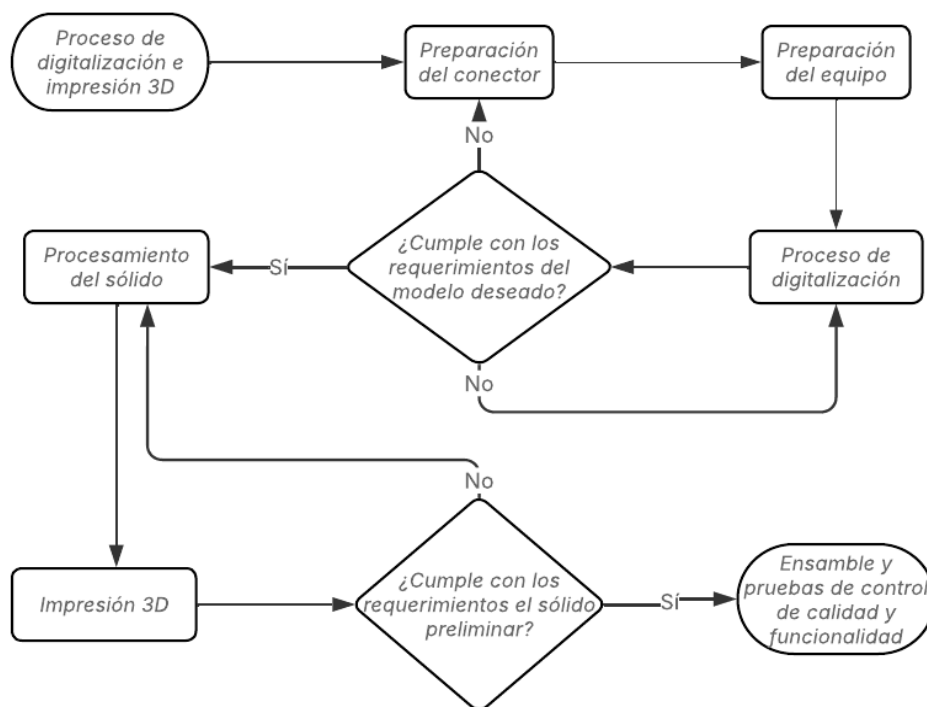 Proceso de
digitalización e
impresión 3D
Preparación
del conector
Preparación
del equipo
No
Procesamiento
del sólido
Sí
¿Cumple con los
requerimientos del
modelo deseado?
Proceso de
digitalización
No
No
Impresión 3D
¿Cumple con los
requerimientos el sólido
preliminar?
Sí
Ensamble y
pruebas de control
de calidad y
funcionalidad